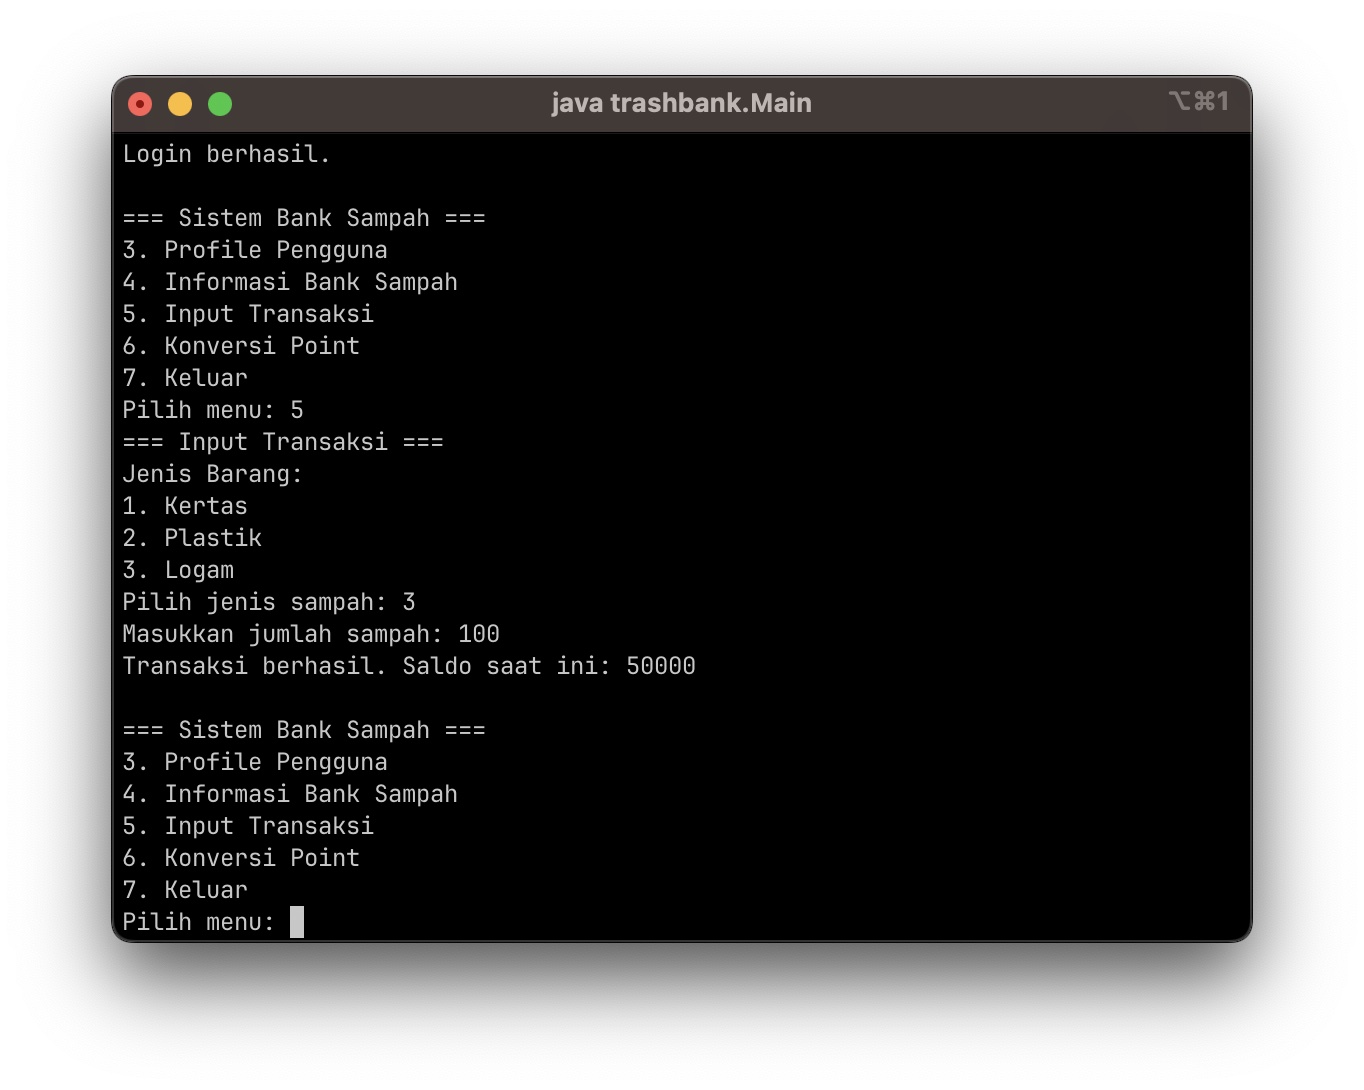 java trashbank.Main
⌥⌘1
Login berhasil.
=== Sistem Bank Sampah ===
3. Profile Pengguna
4. Informasi Bank Sampah
5. Input Transaksi
6. Konversi Point
7. Keluar
Pilih menu: 5
=== Input Transaksi ===
Jenis Barang:
1. Kertas
2. Plastik
3. Logam
Pilih jenis sampah: 3
Masukkan jumlah sampah: 100
Transaksi berhasil. Saldo saat ini: 50000
=== Sistem Bank Sampah ===
3. Profile Pengguna
4. Informasi Bank Sampah
5. Input Transaksi
6. Konversi Point
7. Keluar
Pilih menu: